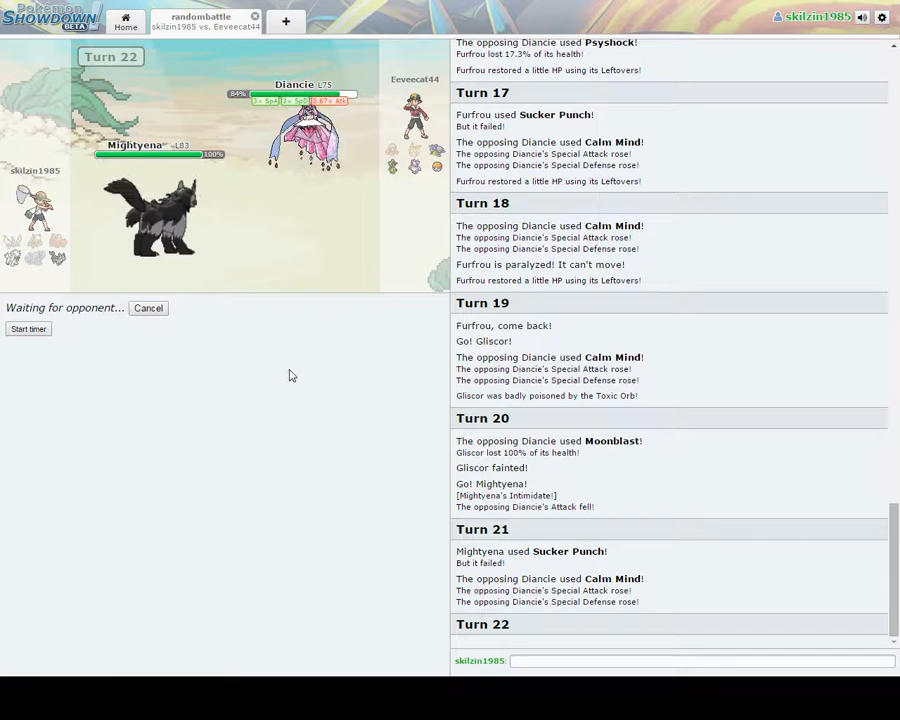 Pokémon
SHOWDOWN
BETA
Home
randombattle
skilzin1985 vs. Eeveecat44
+
skilzin1985
Turn 22
Diancie L75
84%
3× SpA 3× SpD 0.67× Atk
Eeveecat44
Mightyena L83
100%
skilzin1985
Waiting for opponent... Cancel
Start timer
The opposing Diancie used Psyshock!
Furfrou lost 17.3% of its health!
Furfrou restored a little HP using its Leftovers!
Turn 17
Furfrou used Sucker Punch!
But it failed!
The opposing Diancie used Calm Mind!
The opposing Diancie's Special Attack rose!
The opposing Diancie's Special Defense rose!
Furfrou restored a little HP using its Leftovers!
Turn 18
The opposing Diancie used Calm Mind!
The opposing Diancie's Special Attack rose!
The opposing Diancie's Special Defense rose!
Furfrou is paralyzed! It can't move!
Furfrou restored a little HP using its Leftovers!
Turn 19
Furfrou, come back!
Go! Gliscor!
The opposing Diancie used Calm Mind!
The opposing Diancie's Special Attack rose!
The opposing Diancie's Special Defense rose!
Gliscor was badly poisoned by the Toxic Orb!
Turn 20
The opposing Diancie used Moonblast!
Gliscor lost 100% of its health!
Gliscor fainted!
Go! Mightyena!
[Mightyena's Intimidate!]
The opposing Diancie's Attack fell!
Turn 21
Mightyena used Sucker Punch!
But it failed!
The opposing Diancie used Calm Mind!
The opposing Diancie's Special Attack rose!
The opposing Diancie's Special Defense rose!
Turn 22
skilzin1985: